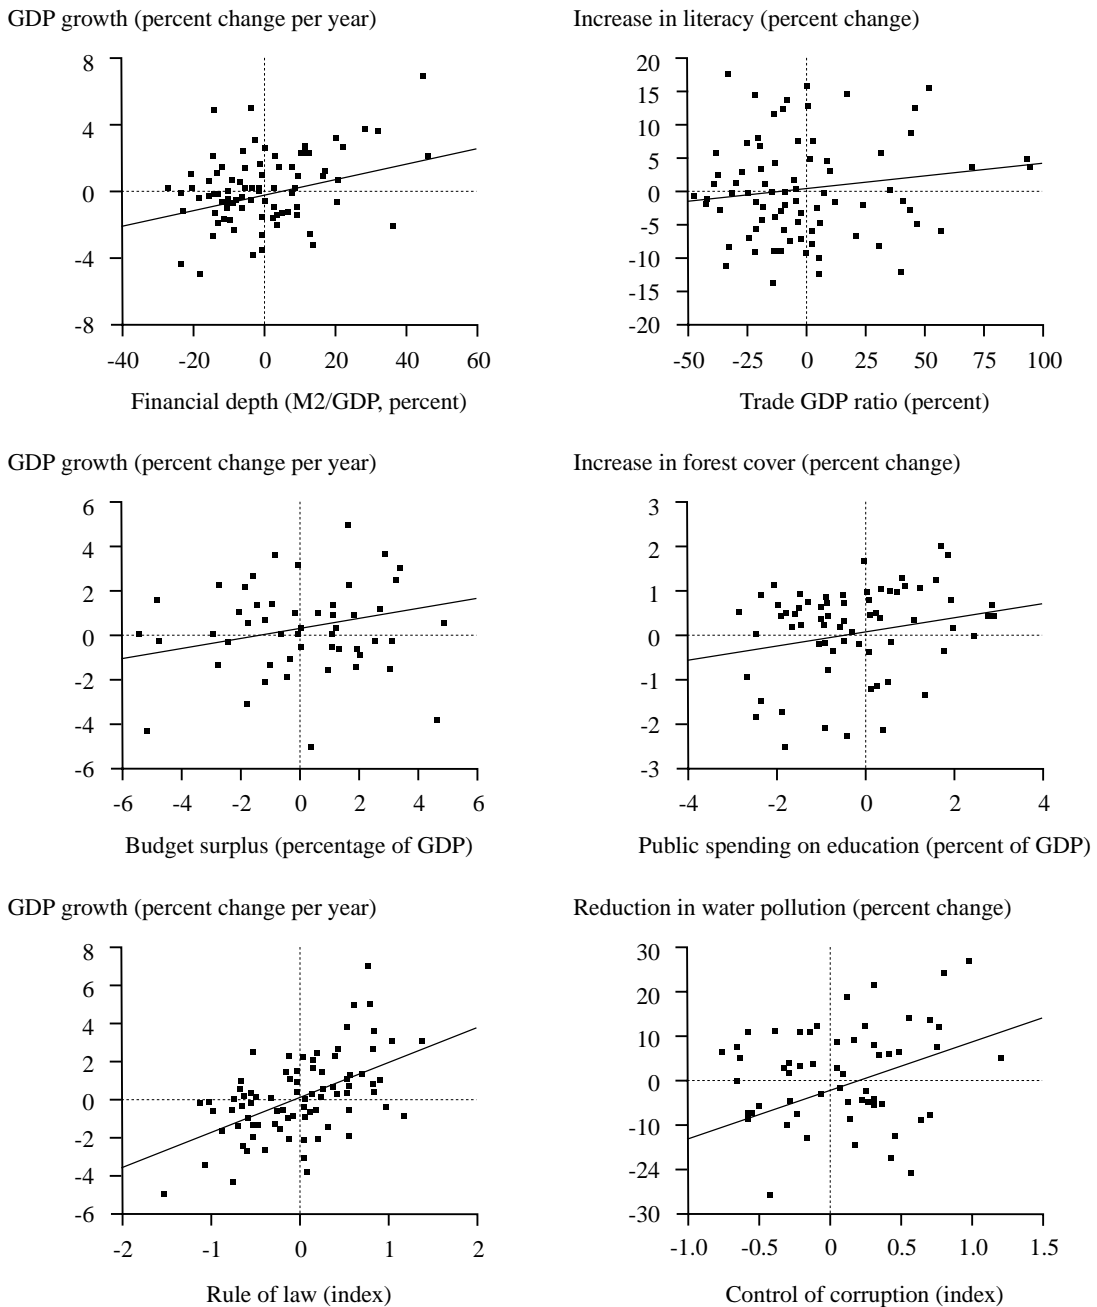 GDP growth (percent change per year)
8
4
0
-4
-8
-40 -20 0 20 40 60
Financial depth (M2/GDP, percent)
Increase in literacy (percent change)
20
15
10
5
0
-5
-10
-15
-20
-50 -25 0 25 50 75 100
Trade GDP ratio (percent)
GDP growth (percent change per year)
6
4
2
0
-2
-4
-6
-6 -4 -2 0 2 4 6
Budget surplus (percentage of GDP)
Increase in forest cover (percent change)
3
2
1
0
-1
-2
-3
-4 -2 0 2 4
Public spending on education (percent of GDP)
GDP growth (percent change per year)
8
6
4
2
0
-2
-4
-6
-2 -1 0 1 2
Rule of law (index)
Reduction in water pollution (percent change)
30
20
10
0
-10
-24
-30
-1.0 -0.5 0 0.5 1.0 1.5
Control of corruption (index)